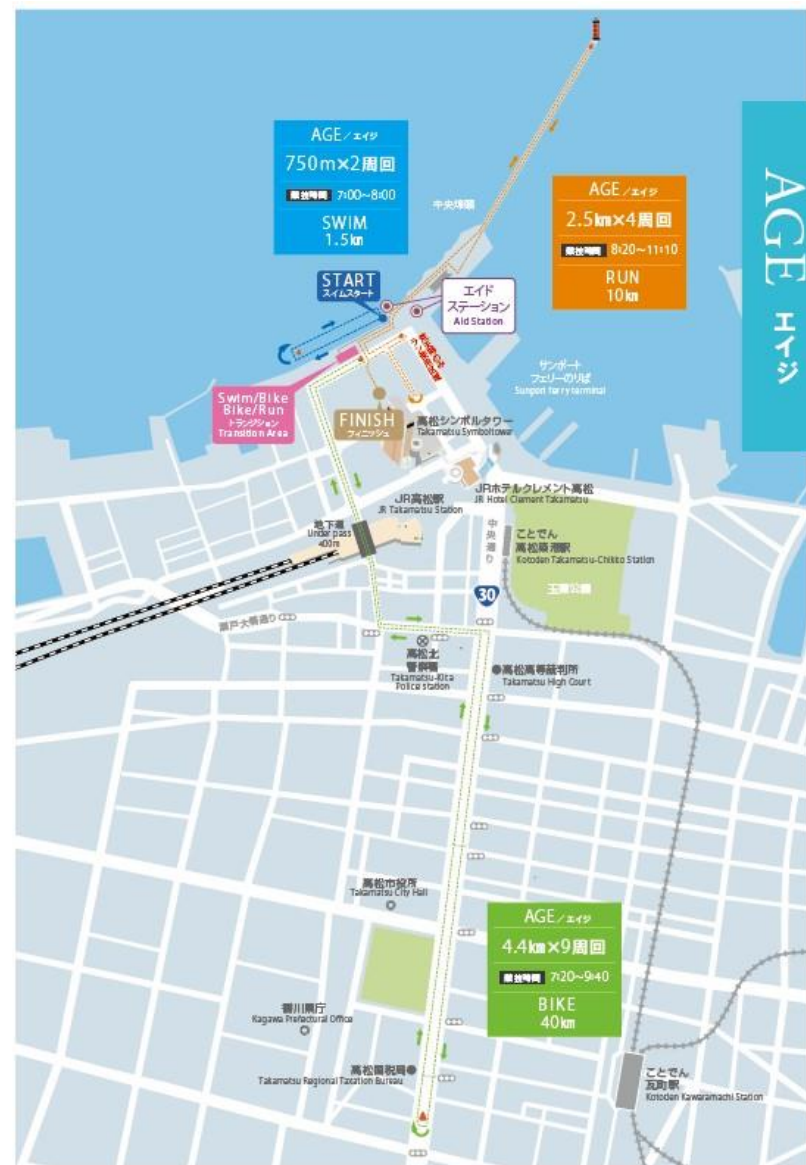 AGE/エイジ
750m×2周回
競技時間 7:00~8:00
SWIM
1.5km
中央埠頭
AGE/エイジ
2.5km×4周回
競技時間 8:20~11:10
RUN
10km
AGE エイジ
START
スイムスタート
エイド
ステーション
Aid Station
サンポート
フェリーのりば
Sunport ferry terminal
Swim/Bike
Bike/Run
トランジション
Transition Area
FINISH
フィニッシュ
高松シンボルタワー
Takamatsu Symboltower
JRホテルクレメント高松
JR Hotel Clement Takamatsu
JR高松駅
JR Takamatsu Station
地下道
Under pass
400m
中央通り
ことでん
高松築港駅
Kotoden Takamatsu-Chikko Station
玉藻公園
30
瀬戸大橋通り
高松北
警察署
Takamatsu-Kita
Police station
高松高等裁判所
Takamatsu High Court
高松市役所
Takamatsu City Hall
AGE/エイジ
4.4km×9周回
競技時間 7:20~9:40
BIKE
40km
香川県庁
Kagawa Prefectural Office
高松国税局
Takamatsu Regional Taxation Bureau
ことでん
瓦町駅
Kotoden Kawaramachi Station